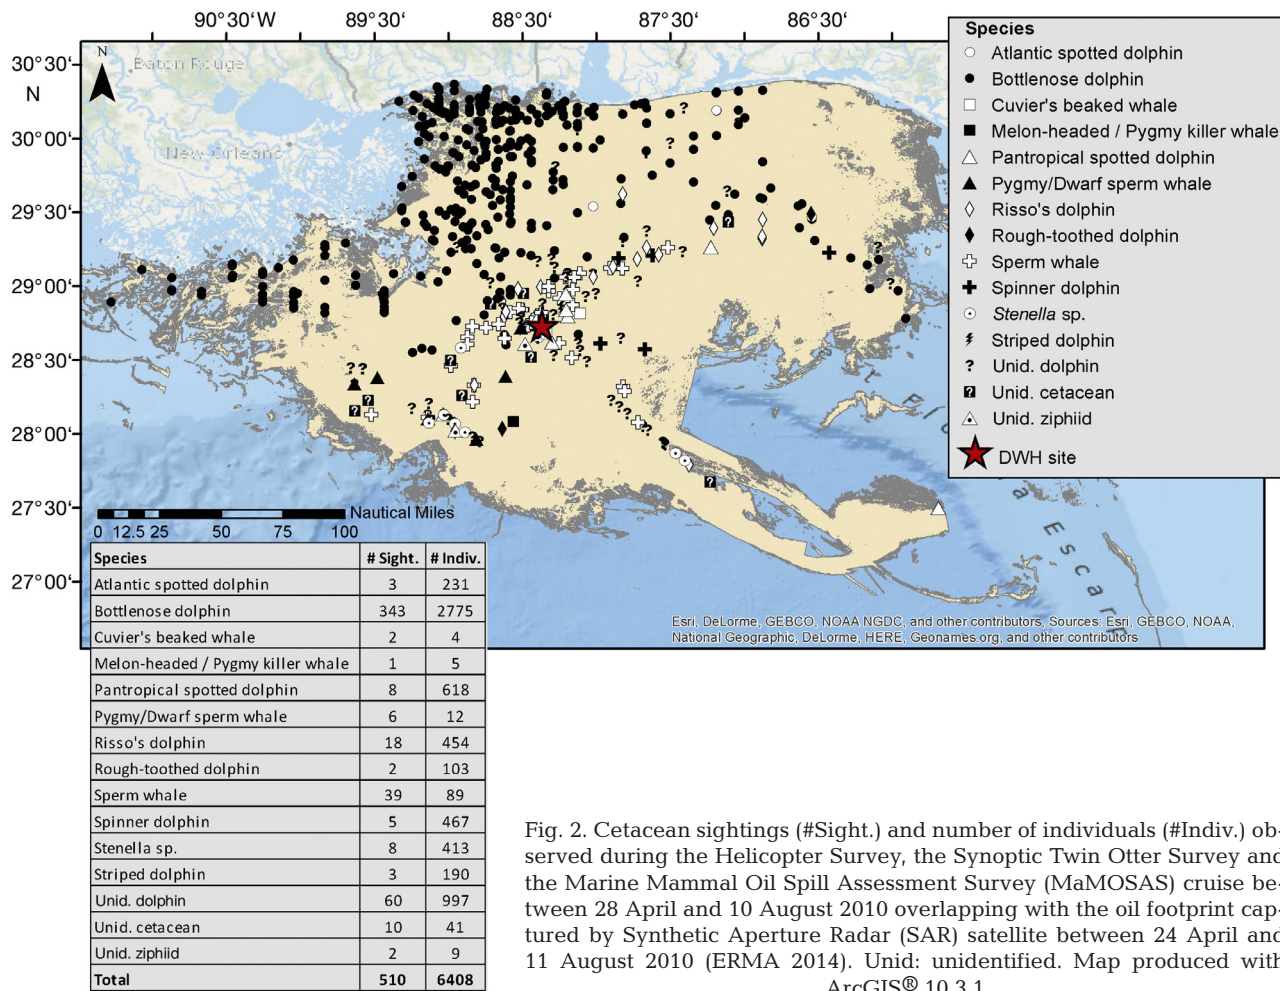 90°30‘ 89°30‘ 88°30‘ 87°30‘ 86°30‘
30°30‘
N
30°00‘
29°30‘
29°00‘
28°30‘
28°00‘
27°30‘
27°00‘
N
Baton Rouge
New Orleans
Species
Atlantic spotted dolphin
Bottlenose dolphin
Cuvier's beaked whale
Melon-headed / Pygmy killer whale
Pantropical spotted dolphin
Pygmy/Dwarf sperm whale
Risso's dolphin
Rough-toothed dolphin
Sperm whale
Spinner dolphin
Stenella sp.
Striped dolphin
? Unid. dolphin
? Unid. cetacean
Unid. ziphiid
DWH site
Escarp
Nautical Miles
0 12.5 25 50 75 100
Esri, DeLorme, GEBCO, NOAA NGDC, and other contributors, Sources: Esri, GEBCO, NOAA,
National Geographic, DeLorme, HERE, Geonames.org, and other contributors
Species # Sight. # Indiv.
Atlantic spotted dolphin 3 231
Bottlenose dolphin 343 2775
Cuvier's beaked whale 2 4
Melon-headed / Pygmy killer whale 1 5
Pantropical spotted dolphin 8 618
Pygmy/Dwarf sperm whale 6 12
Risso's dolphin 18 454
Rough-toothed dolphin 2 103
Sperm whale 39 89
Spinner dolphin 5 467
Stenella sp. 8 413
Striped dolphin 3 190
Unid. dolphin 60 997
Unid. cetacean 10 41
Unid. ziphiid 2 9
Total 510 6408
Fig. 2. Cetacean sightings (#Sight.) and number of individuals (#Indiv.) ob-
served during the Helicopter Survey, the Synoptic Twin Otter Survey and
the Marine Mammal Oil Spill Assessment Survey (MaMOSAS) cruise be-
tween 28 April and 10 August 2010 overlapping with the oil footprint cap-
tured by Synthetic Aperture Radar (SAR) satellite between 24 April and
11 August 2010 (ERMA 2014). Unid: unidentified. Map produced with
ArcGIS® 10.3.1